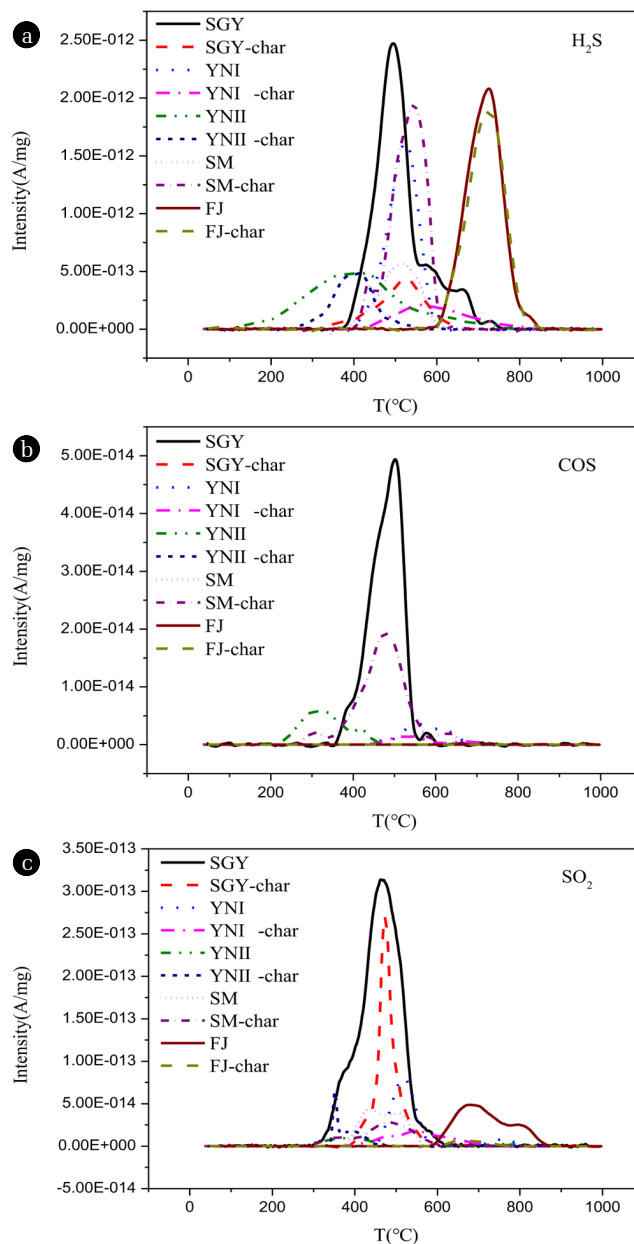 a
H₂S
SGY
SGY-char
YNI
YNI -char
YNII
YNII -char
SM
SM-char
FJ
FJ-char
2.50E-012
2.00E-012
1.50E-012
1.00E-012
5.00E-013
0.00E+000
Intensity(A/mg)
0 200 400 600 800 1000
T(℃)
b
COS
SGY
SGY-char
YNI
YNI -char
YNII
YNII -char
SM
SM-char
FJ
FJ-char
5.00E-014
4.00E-014
3.00E-014
2.00E-014
1.00E-014
0.00E+000
Intensity(A/mg)
0 200 400 600 800 1000
T(℃)
c
SO₂
SGY
SGY-char
YNI
YNI -char
YNII
YNII -char
SM
SM-char
FJ
FJ-char
3.50E-013
3.00E-013
2.50E-013
2.00E-013
1.50E-013
1.00E-013
5.00E-014
0.00E+000
-5.00E-014
Intensity(A/mg)
0 200 400 600 800 1000
T(℃)